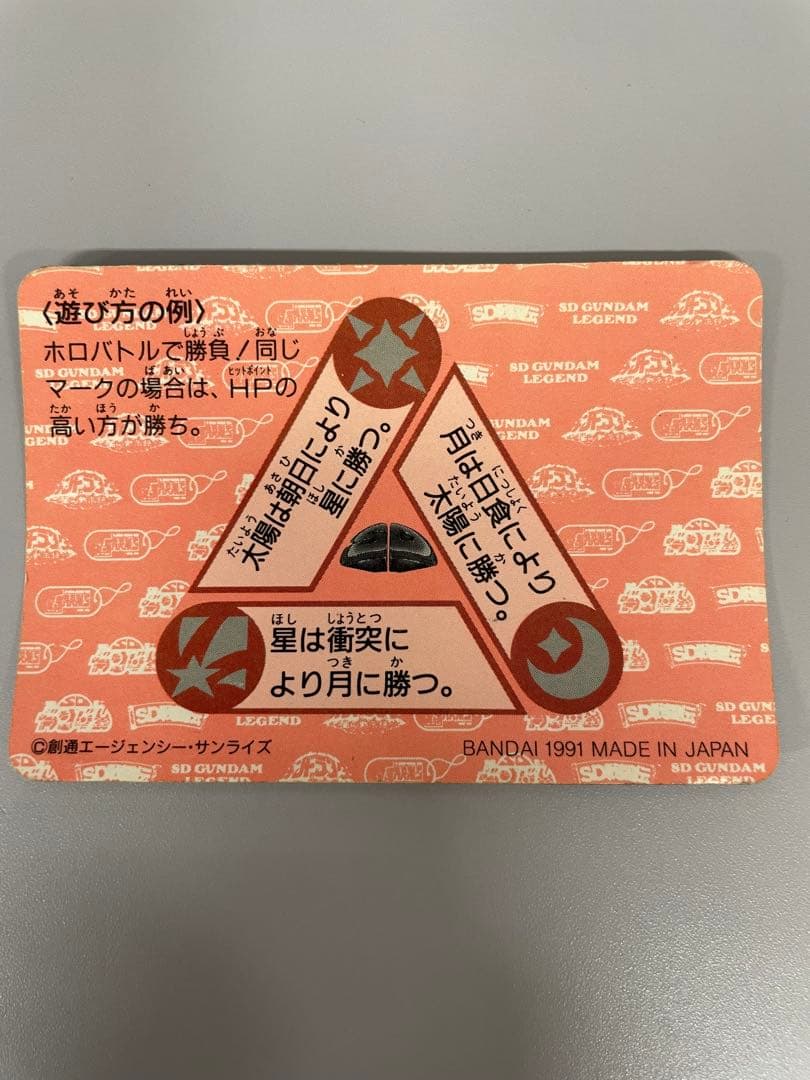 〈遊び方の例〉
ホロバトルで勝負!同じ
マークの場合は、HPの
高い方が勝ち。
太陽は朝日により
星に勝つ。
月は日食により
太陽に勝つ。
星は衝突に
より月に勝つ。
©創通エージェンシー・サンライズ
BANDAI 1991 MADE IN JAPAN
SD GUNDAM
LEGEND